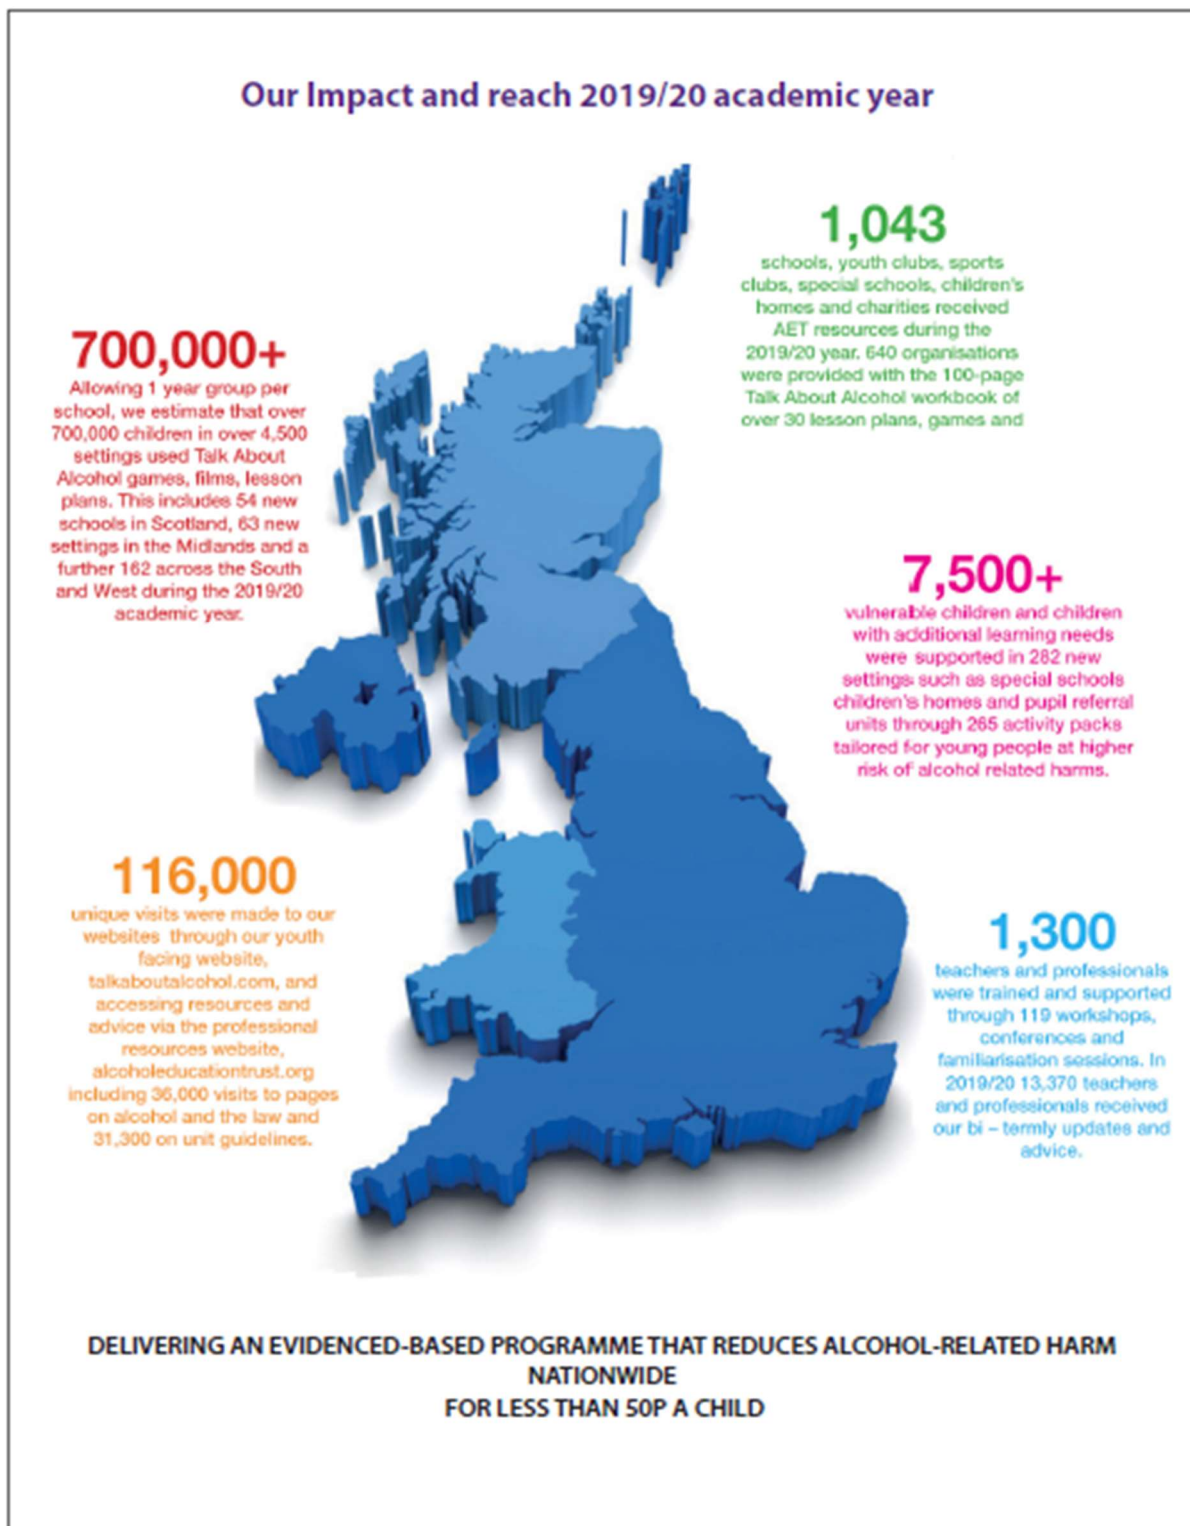 Our Impact and reach 2019/20 academic year
1,043
schools, youth clubs, sports
clubs, special schools, children's
homes and charities received
AET resources during the
2019/20 year. 640 organisations
were provided with the 100-page
Talk About Alcohol workbook of
over 30 lesson plans, games and
700,000+
Allowing 1 year group per
school, we estimate that over
700,000 children in over 4,500
settings used Talk About
Alcohol games, films, lesson
plans. This includes 54 new
schools in Scotland, 63 new
settings in the Midlands and a
further 162 across the South
and West during the 2019/20
academic year.
7,500+
vulnerable children and children
with additional learning needs
were supported in 282 new
settings such as special schools
children's homes and pupil referral
units through 265 activity packs
tailored for young people at higher
risk of alcohol related harms.
116,000
unique visits were made to our
websites through our youth
facing website,
talkaboutalcohol.com, and
accessing resources and
advice via the professional
resources website,
alcoholeducationtrust.org
including 36,000 visits to pages
on alcohol and the law and
31,300 on unit guidelines.
1,300
teachers and professionals
were trained and supported
through 119 workshops,
conferences and
familiarisation sessions. In
2019/20 13,370 teachers
and professionals received
our bi – termly updates and
advice.
DELIVERING AN EVIDENCED-BASED PROGRAMME THAT REDUCES ALCOHOL-RELATED HARM
NATIONWIDE
FOR LESS THAN 50P A CHILD